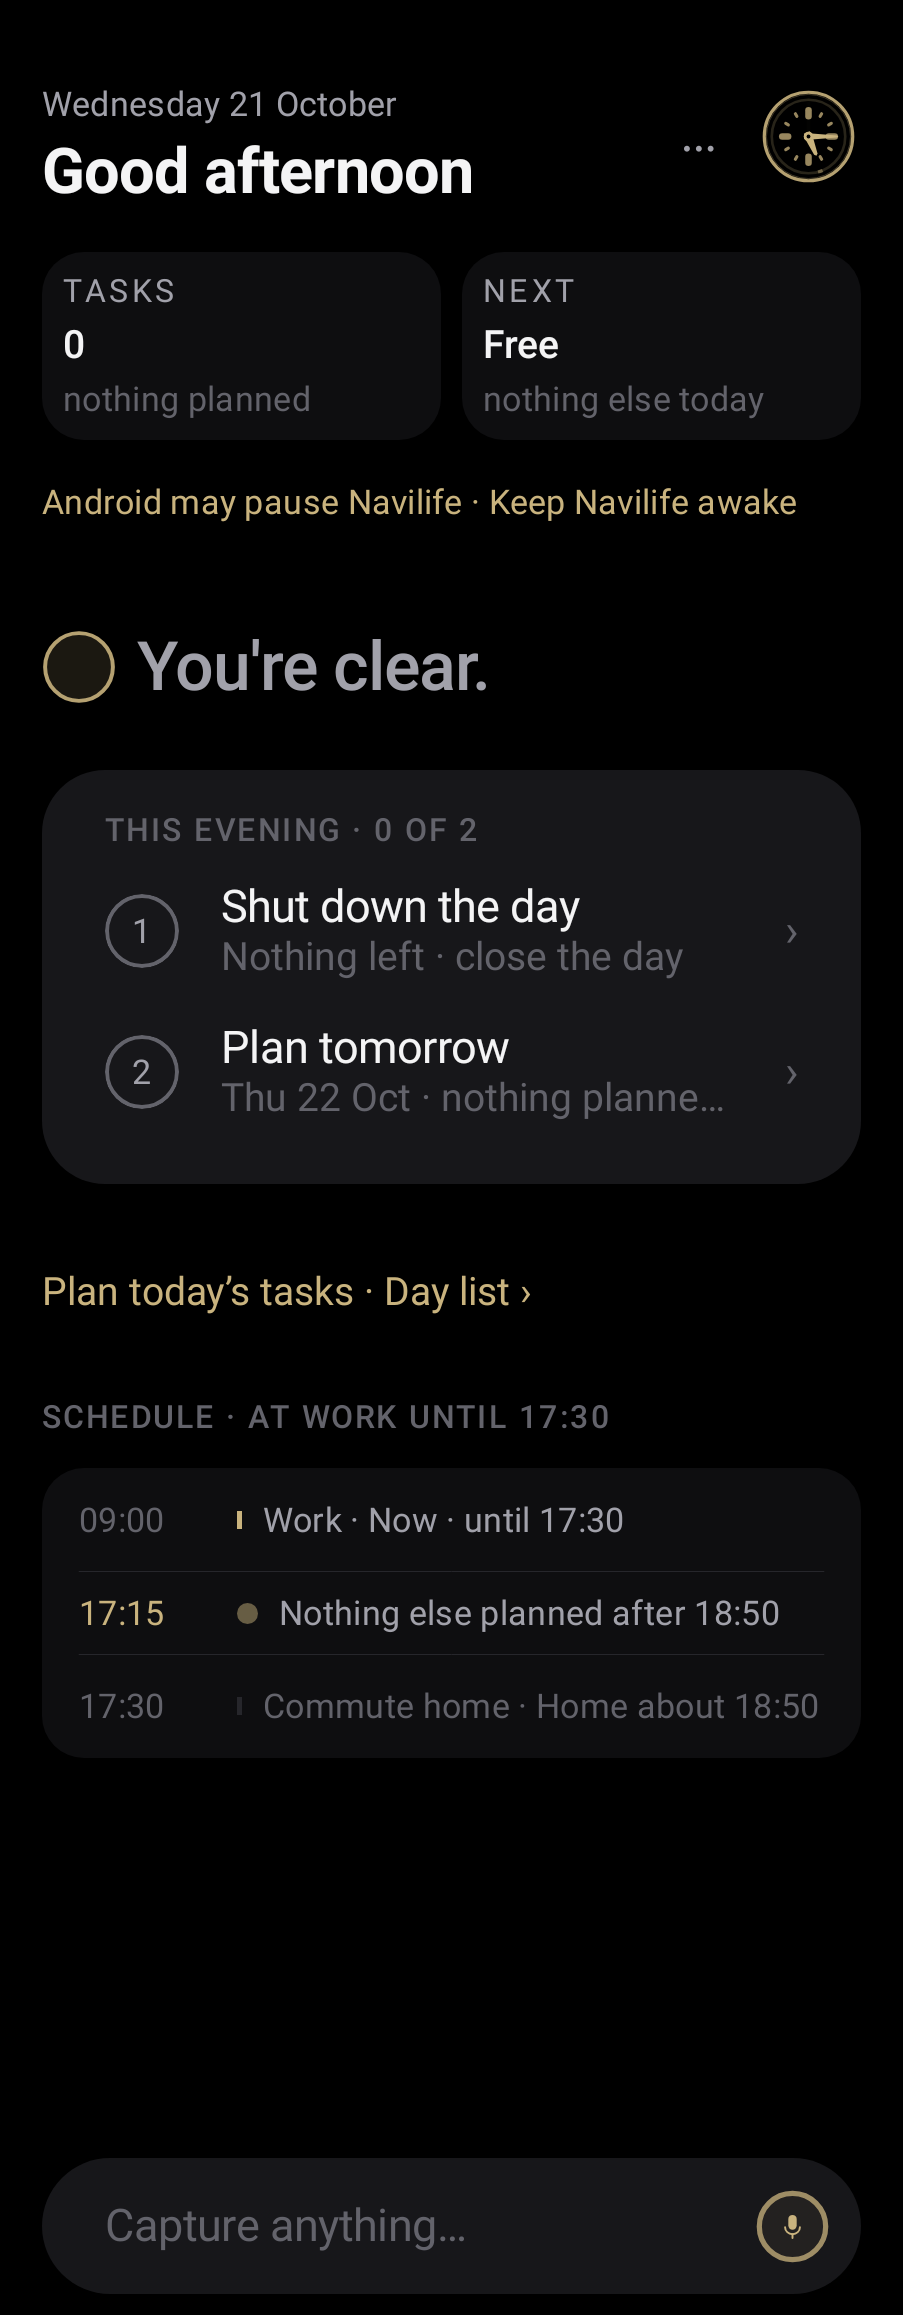 Wednesday 21 October
Good afternoon
...
TASKS
0
nothing planned
NEXT
Free
nothing else today
Android may pause Navilife · Keep Navilife awake
You're clear.
THIS EVENING · 0 OF 2
1
Shut down the day
Nothing left · close the day
›
2
Plan tomorrow
Thu 22 Oct · nothing planne...
›
Plan today’s tasks · Day list ›
SCHEDULE · AT WORK UNTIL 17:30
09:00 Work · Now · until 17:30
17:15 Nothing else planned after 18:50
17:30 Commute home · Home about 18:50
Capture anything...